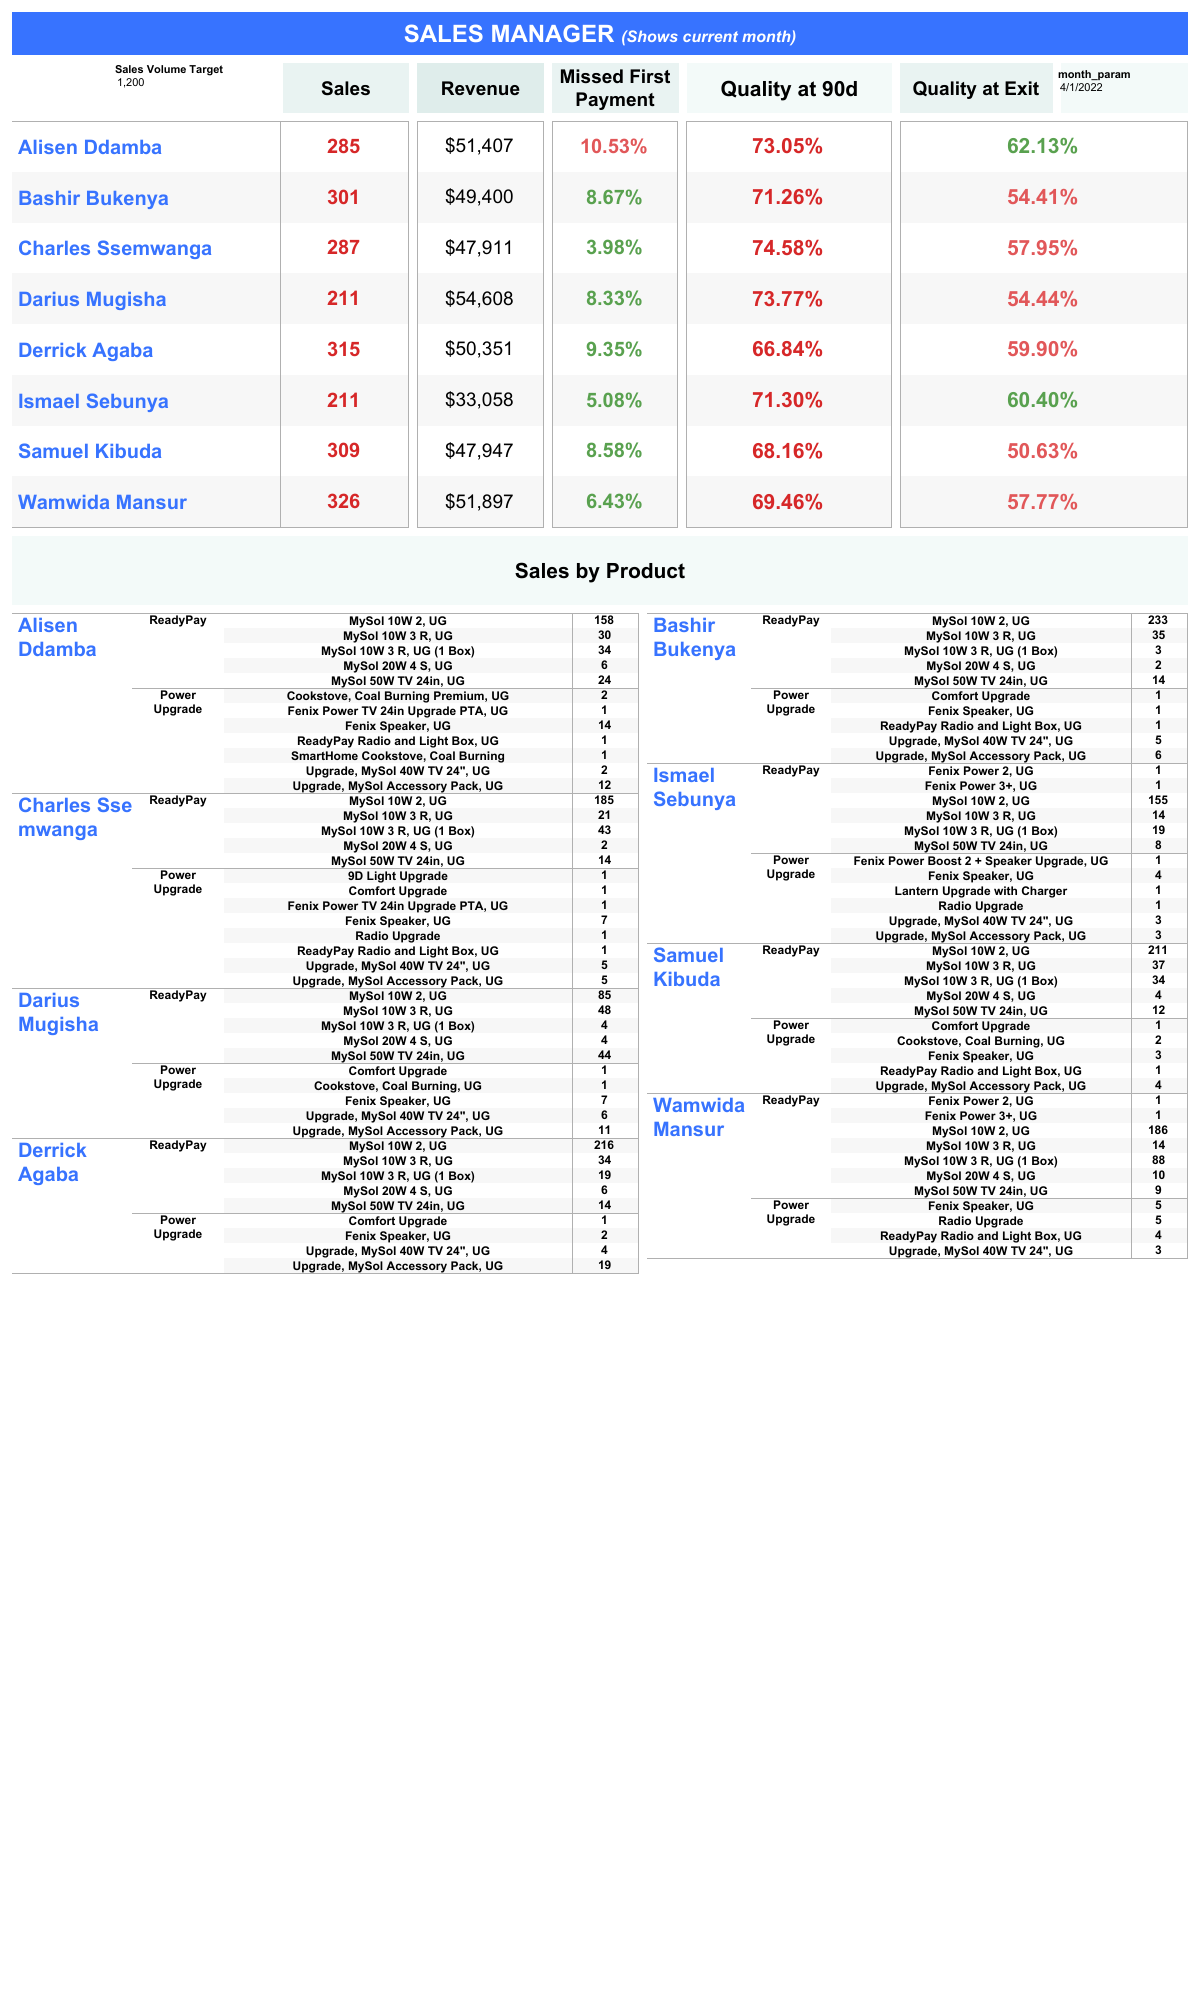 SALES MANAGER (Shows current month)
Sales Volume Target
1,200
Sales
Revenue
Missed First
Payment
Quality at 90d
Quality at Exit
month_param
4/1/2022
Alisen Ddamba 285 $51,407 10.53% 73.05% 62.13%
Bashir Bukenya 301 $49,400 8.67% 71.26% 54.41%
Charles Ssemwanga 287 $47,911 3.98% 74.58% 57.95%
Darius Mugisha 211 $54,608 8.33% 73.77% 54.44%
Derrick Agaba 315 $50,351 9.35% 66.84% 59.90%
Ismael Sebunya 211 $33,058 5.08% 71.30% 60.40%
Samuel Kibuda 309 $47,947 8.58% 68.16% 50.63%
Wamwida Mansur 326 $51,897 6.43% 69.46% 57.77%
Sales by Product
Alisen
Ddamba
ReadyPay
MySol 10W 2, UG 158
MySol 10W 3 R, UG 30
MySol 10W 3 R, UG (1 Box) 34
MySol 20W 4 S, UG 6
MySol 50W TV 24in, UG 24
Power
Upgrade
Cookstove, Coal Burning Premium, UG 2
Fenix Power TV 24in Upgrade PTA, UG 1
Fenix Speaker, UG 14
ReadyPay Radio and Light Box, UG 1
SmartHome Cookstove, Coal Burning 1
Upgrade, MySol 40W TV 24", UG 2
Upgrade, MySol Accessory Pack, UG 12
Charles Sse
mwanga
ReadyPay
MySol 10W 2, UG 185
MySol 10W 3 R, UG 21
MySol 10W 3 R, UG (1 Box) 43
MySol 20W 4 S, UG 2
MySol 50W TV 24in, UG 14
Power
Upgrade
9D Light Upgrade 1
Comfort Upgrade 1
Fenix Power TV 24in Upgrade PTA, UG 1
Fenix Speaker, UG 7
Radio Upgrade 1
ReadyPay Radio and Light Box, UG 1
Upgrade, MySol 40W TV 24", UG 5
Upgrade, MySol Accessory Pack, UG 5
Darius
Mugisha
ReadyPay
MySol 10W 2, UG 85
MySol 10W 3 R, UG 48
MySol 10W 3 R, UG (1 Box) 4
MySol 20W 4 S, UG 4
MySol 50W TV 24in, UG 44
Power
Upgrade
Comfort Upgrade 1
Cookstove, Coal Burning, UG 1
Fenix Speaker, UG 7
Upgrade, MySol 40W TV 24", UG 6
Upgrade, MySol Accessory Pack, UG 11
Derrick
Agaba
ReadyPay
MySol 10W 2, UG 216
MySol 10W 3 R, UG 34
MySol 10W 3 R, UG (1 Box) 19
MySol 20W 4 S, UG 6
MySol 50W TV 24in, UG 14
Power
Upgrade
Comfort Upgrade 1
Fenix Speaker, UG 2
Upgrade, MySol 40W TV 24", UG 4
Upgrade, MySol Accessory Pack, UG 19
Bashir
Bukenya
ReadyPay
MySol 10W 2, UG 233
MySol 10W 3 R, UG 35
MySol 10W 3 R, UG (1 Box) 3
MySol 20W 4 S, UG 2
MySol 50W TV 24in, UG 14
Power
Upgrade
Comfort Upgrade 1
Fenix Speaker, UG 1
ReadyPay Radio and Light Box, UG 1
Upgrade, MySol 40W TV 24", UG 5
Upgrade, MySol Accessory Pack, UG 6
Ismael
Sebunya
ReadyPay
Fenix Power 2, UG 1
Fenix Power 3+, UG 1
MySol 10W 2, UG 155
MySol 10W 3 R, UG 14
MySol 10W 3 R, UG (1 Box) 19
MySol 50W TV 24in, UG 8
Power
Upgrade
Fenix Power Boost 2 + Speaker Upgrade, UG 1
Fenix Speaker, UG 4
Lantern Upgrade with Charger 1
Radio Upgrade 1
Upgrade, MySol 40W TV 24", UG 3
Upgrade, MySol Accessory Pack, UG 3
Samuel
Kibuda
ReadyPay
MySol 10W 2, UG 211
MySol 10W 3 R, UG 37
MySol 10W 3 R, UG (1 Box) 34
MySol 20W 4 S, UG 4
MySol 50W TV 24in, UG 12
Power
Upgrade
Comfort Upgrade 1
Cookstove, Coal Burning, UG 2
Fenix Speaker, UG 3
ReadyPay Radio and Light Box, UG 1
Upgrade, MySol Accessory Pack, UG 4
Wamwida
Mansur
ReadyPay
Fenix Power 2, UG 1
Fenix Power 3+, UG 1
MySol 10W 2, UG 186
MySol 10W 3 R, UG 14
MySol 10W 3 R, UG (1 Box) 88
MySol 20W 4 S, UG 10
MySol 50W TV 24in, UG 9
Power
Upgrade
Fenix Speaker, UG 5
Radio Upgrade 5
ReadyPay Radio and Light Box, UG 4
Upgrade, MySol 40W TV 24", UG 3